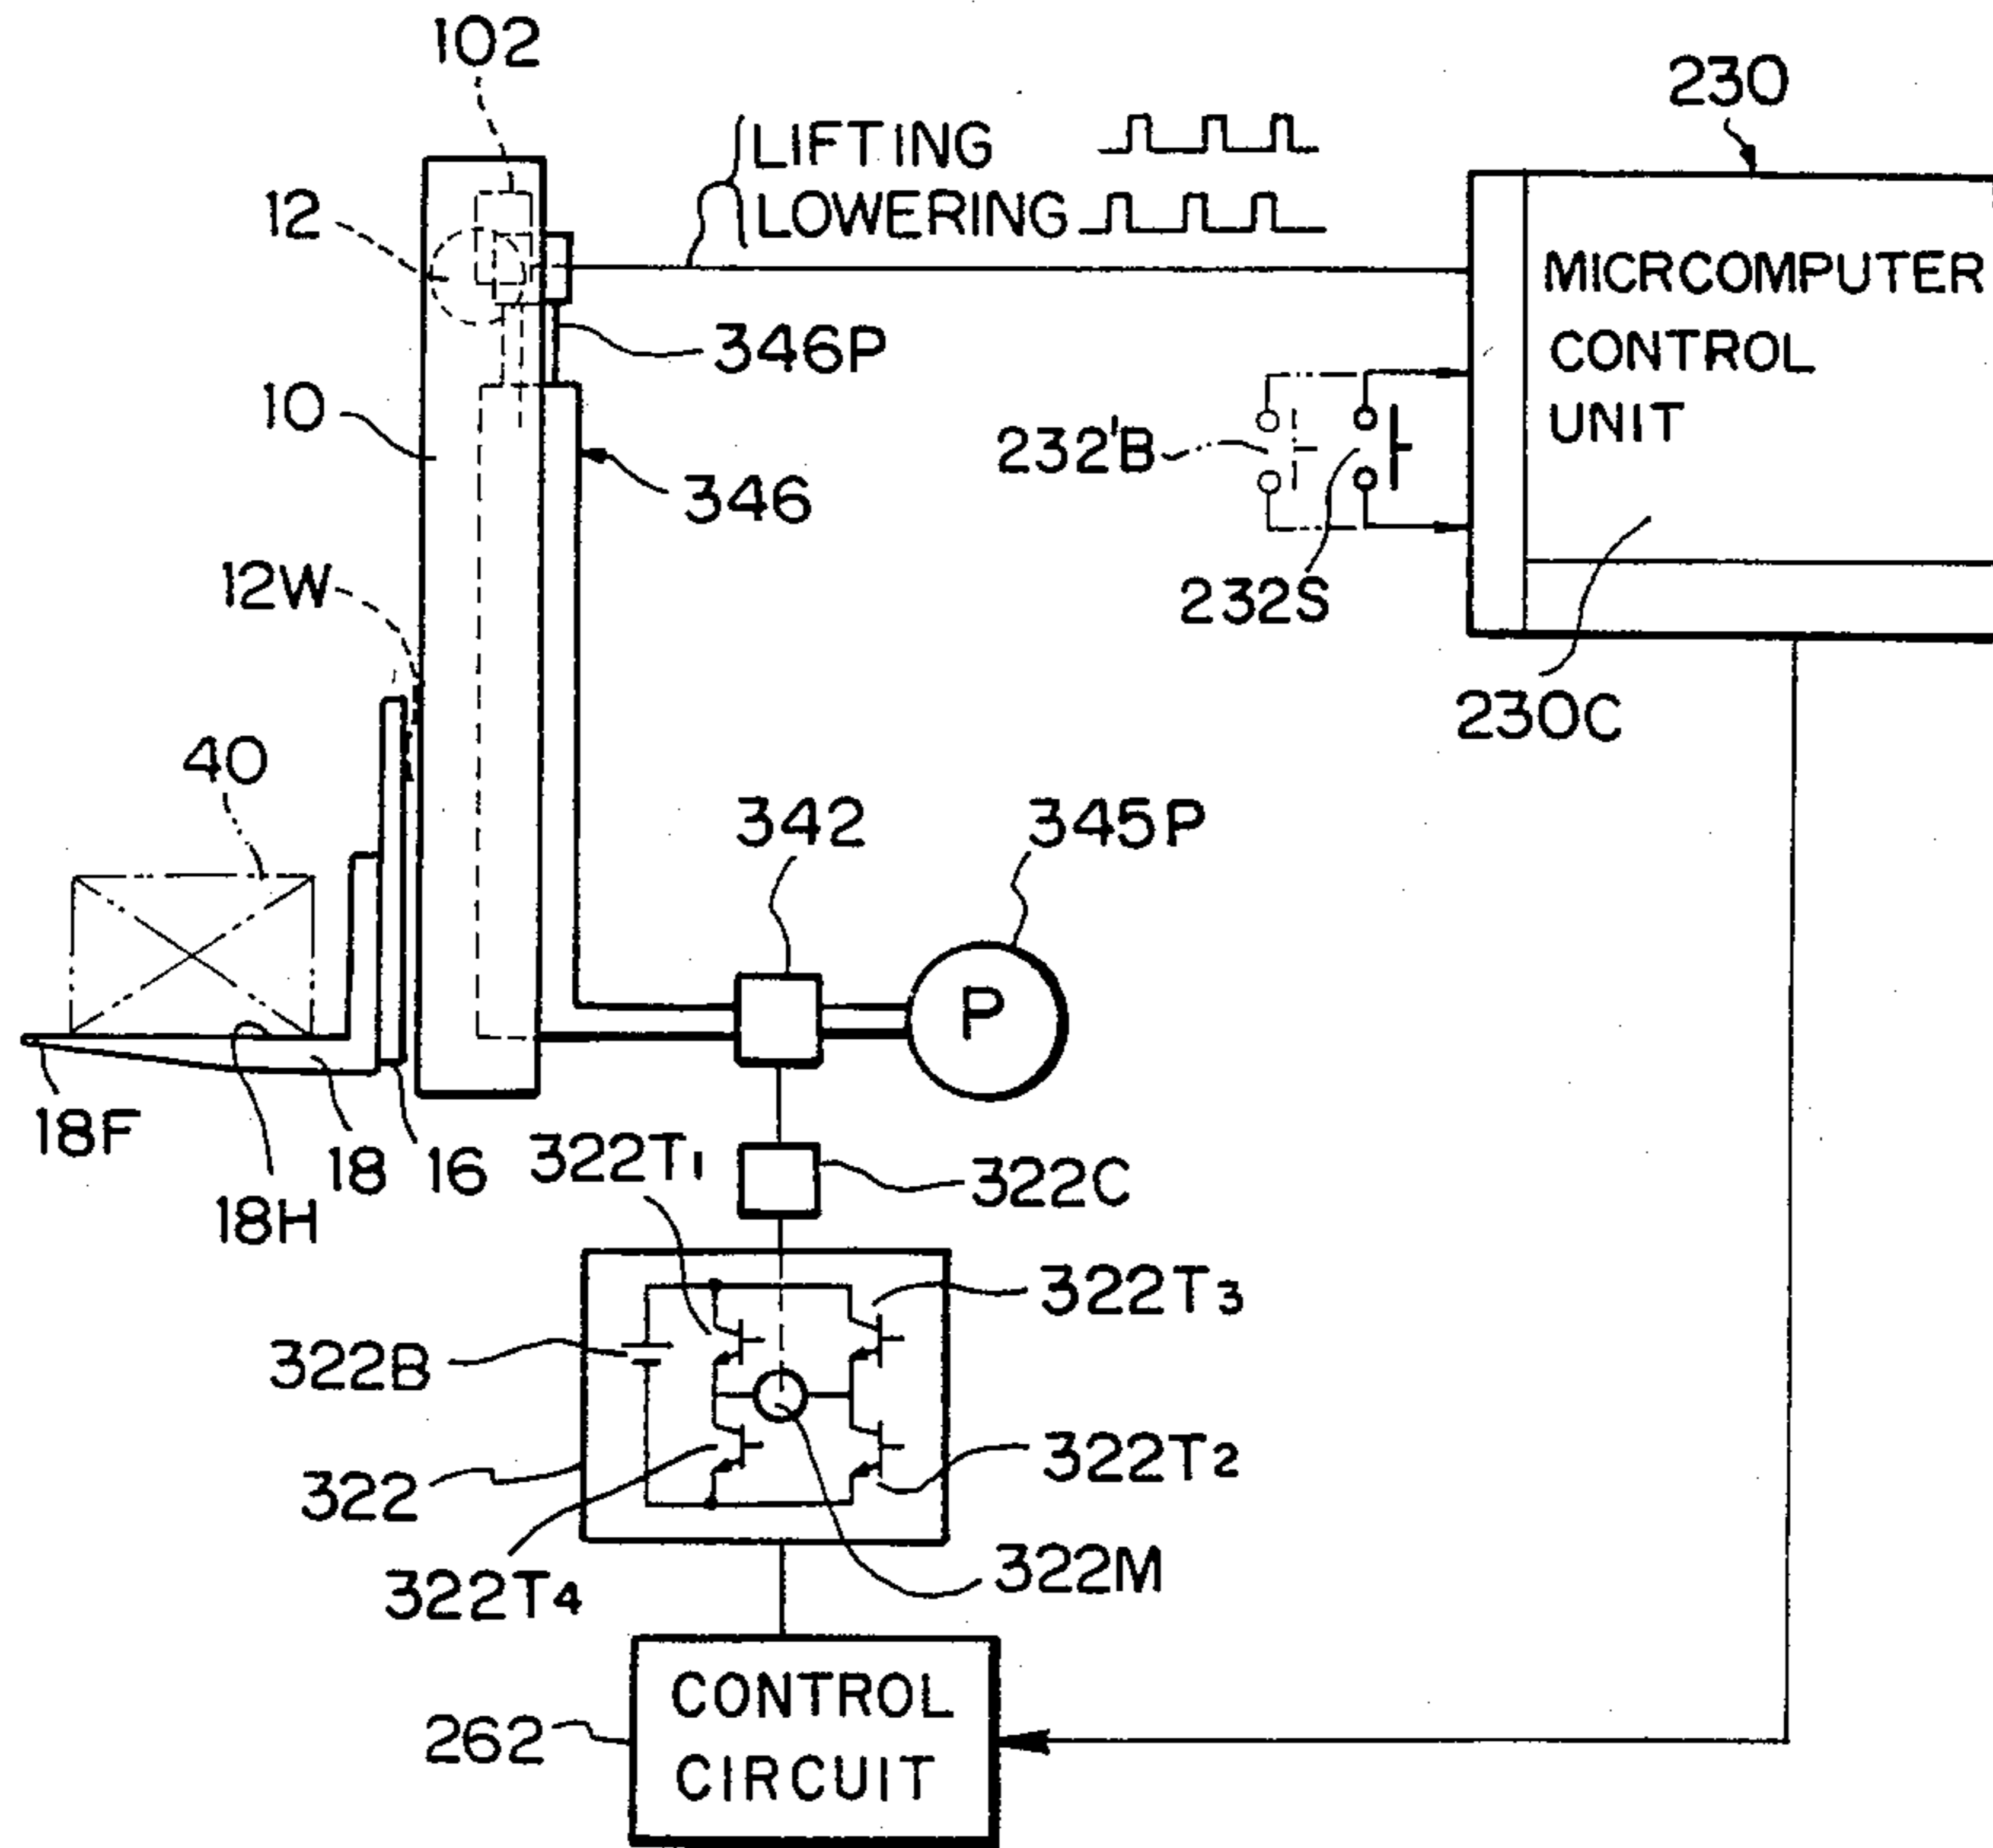 102
230
LIFTING
LOWERING
12
MICRCOMPUTER
CONTROL
UNIT
346P
10
232'B
346
232S
12W
230C
40
342
345P
P
18F
18
16
18H
322T1
322C
322T3
322B
322T2
322
322M
322T4
262
CONTROL
CIRCUIT